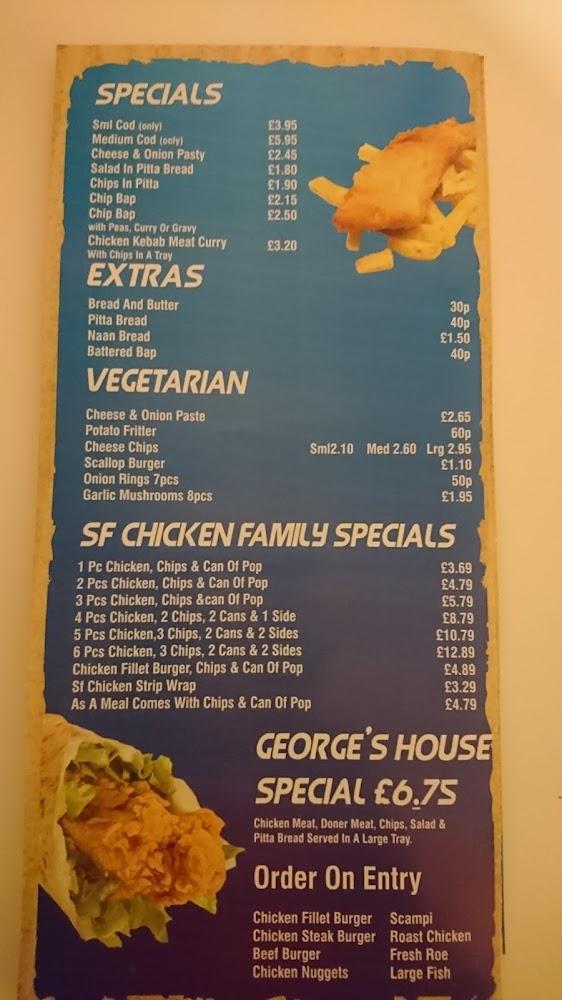 SPECIALS
Sml Cod (only) £3.95
Medium Cod (only) £5.95
Cheese & Onion Pasty £2.45
Salad In Pitta Bread £1.80
Chips In Pitta £1.90
Chip Bap £2.15
Chip Bap £2.50
with Peas, Curry Or Gravy
Chicken Kebab Meat Curry £3.20
With Chips In A Tray
EXTRAS
Bread And Butter 30p
Pitta Bread 40p
Naan Bread £1.50
Battered Bap 40p
VEGETARIAN
Cheese & Onion Paste £2.65
Potato Fritter 60p
Cheese Chips Sml2.10 Med 2.60 Lrg 2.95
Scallop Burger £1.10
Onion Rings 7pcs 50p
Garlic Mushrooms 8pcs £1.95
SF CHICKEN FAMILY SPECIALS
1 Pc Chicken, Chips & Can Of Pop £3.69
2 Pcs Chicken, Chips & Can Of Pop £4.79
3 Pcs Chicken, Chips &can Of Pop £5.79
4 Pcs Chicken, 2 Chips, 2 Cans & 1 Side £8.79
5 Pcs Chicken,3 Chips, 2 Cans & 2 Sides £10.79
6 Pcs Chicken, 3 Chips, 2 Cans & 2 Sides £12.89
Chicken Fillet Burger, Chips & Can Of Pop £4.89
Sf Chicken Strip Wrap £3.29
As A Meal Comes With Chips & Can Of Pop £4.79
GEORGE'S HOUSE
SPECIAL £6.75
Chicken Meat, Doner Meat, Chips, Salad &
Pitta Bread Served In A Large Tray.
Order On Entry
Chicken Fillet Burger Scampi
Chicken Steak Burger Roast Chicken
Beef Burger Fresh Roe
Chicken Nuggets Large Fish